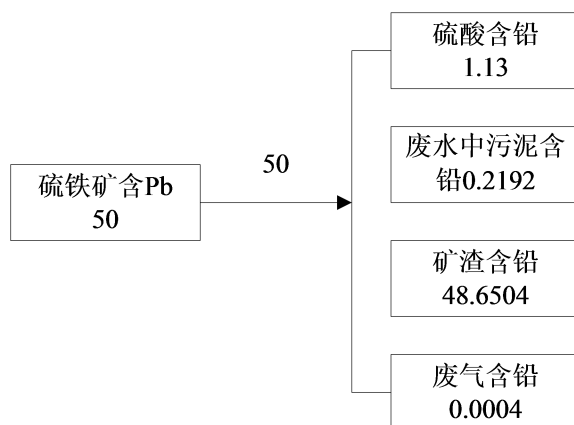 硫酸含铅
1.13
50
废水中污泥含
铅0.2192
硫铁矿含Pb
50
矿渣含铅
48.6504
废气含铅
0.0004